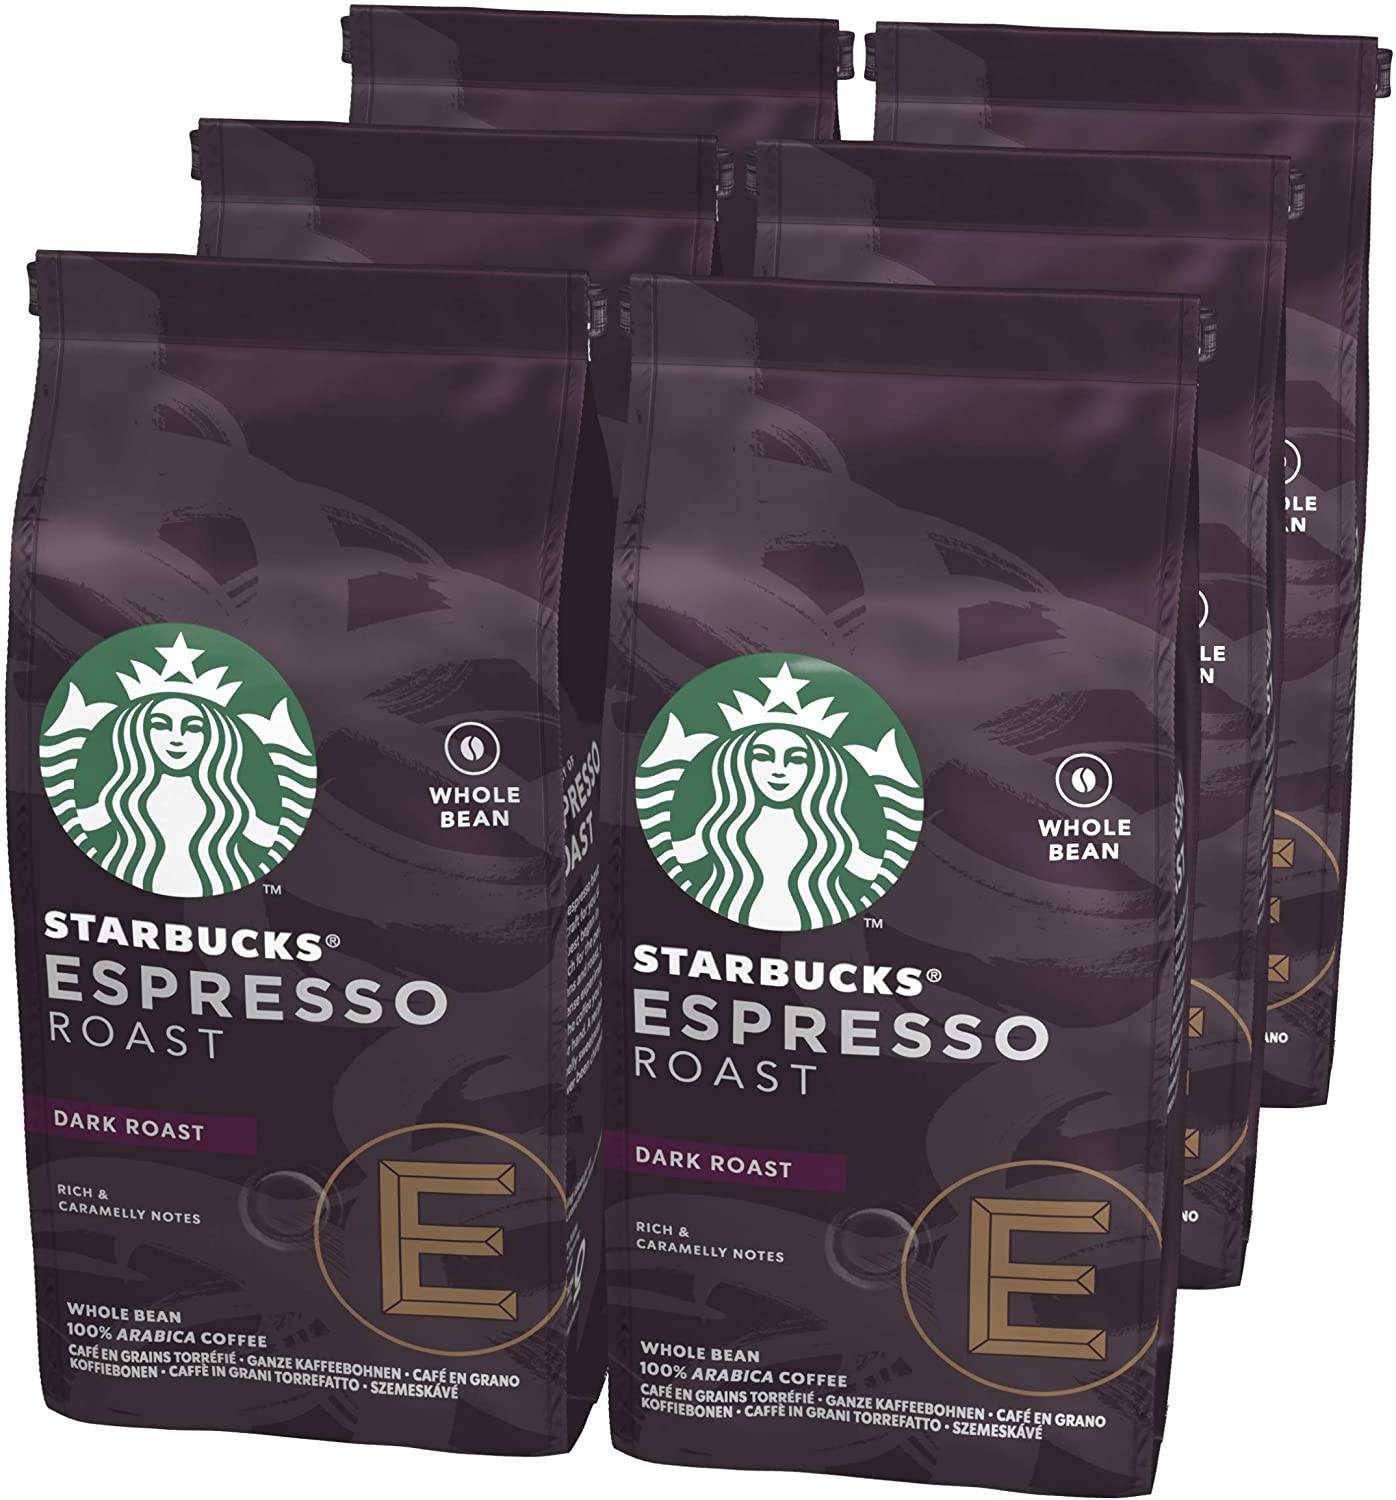 WHOLE
BEAN
™
STARBUCKS®
ESPRESSO
ROAST
DARK ROAST
RICH &
CARAMELLY NOTES
E
WHOLE BEAN
100% ARABICA COFFEE
CAFÉ EN GRAINS TORRÉFIÉ • GANZE KAFFEEBOHNEN • CAFÉ EN GRANO
KOFFIEBONEN • CAFFÈ IN GRANI TORREFATTO • SZEMESKÁVÉ
WHOLE
BEAN
™
STARBUCKS®
ESPRESSO
ROAST
DARK ROAST
RICH &
CARAMELLY NOTES
E
WHOLE BEAN
100% ARABICA COFFEE
CAFÉ EN GRAINS TORRÉFIÉ • GANZE KAFFEEBOHNEN • CAFÉ EN GRANO
KOFFIEBONEN • CAFFÈ IN GRANI TORREFATTO • SZEMESKÁVÉ